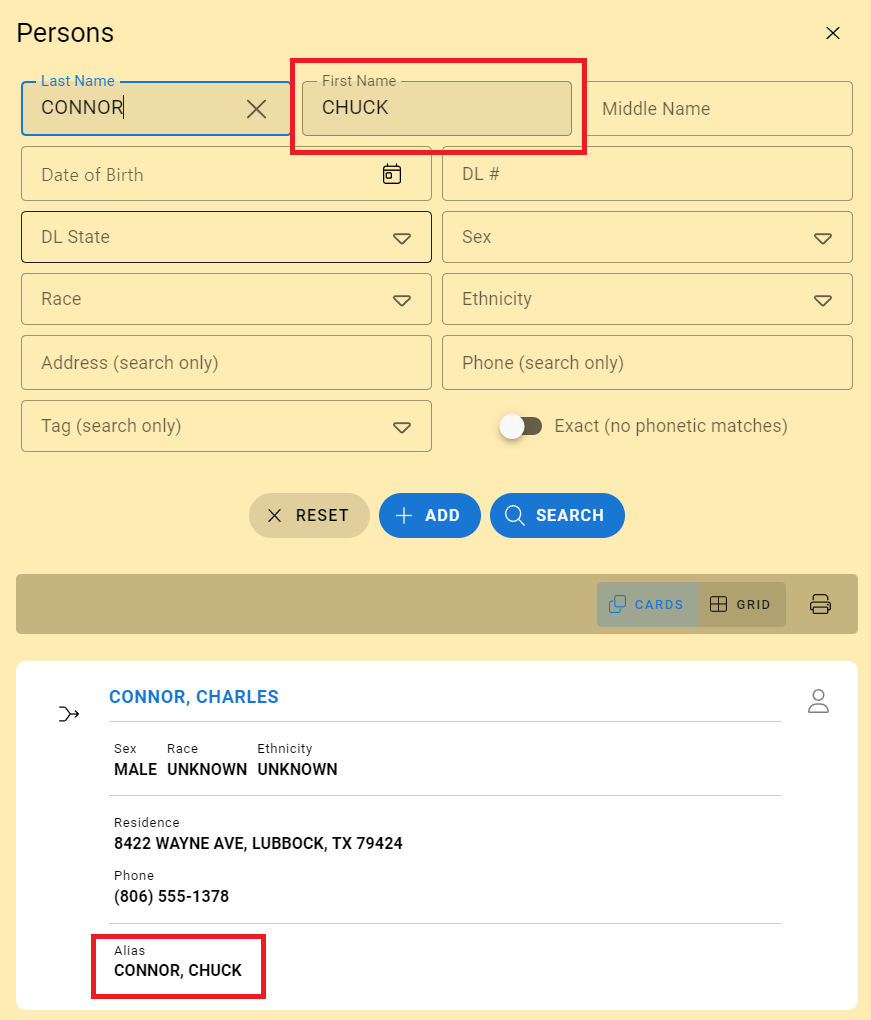 Persons
Last Name
CONNOR
First Name
CHUCK
Middle Name
Date of Birth
DL #
DL State
Sex
Race
Ethnicity
Address (search only)
Phone (search only)
Tag (search only)
Exact (no phonetic matches)
RESET
ADD
SEARCH
CARDS
GRID
CONNOR, CHARLES
Sex Race Ethnicity
MALE UNKNOWN UNKNOWN
Residence
8422 WAYNE AVE, LUBBOCK, TX 79424
Phone
(806) 555-1378
Alias
CONNOR, CHUCK